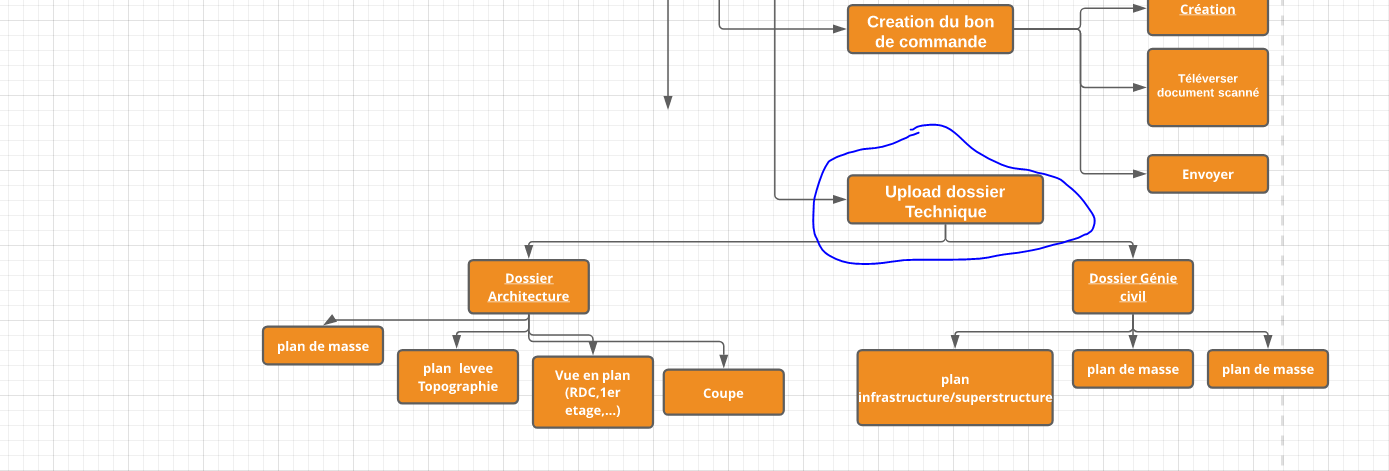 Création
Creation du bon
de commande
Téléverser
document scanné
Envoyer
Upload dossier
Technique
Dossier
Architecture
Dossier Génie
civil
plan de masse
plan levee
Topographie
Vue en plan
(RDC,1er
etage,...)
Coupe
plan
infrastructure/superstructure
plan de masse
plan de masse